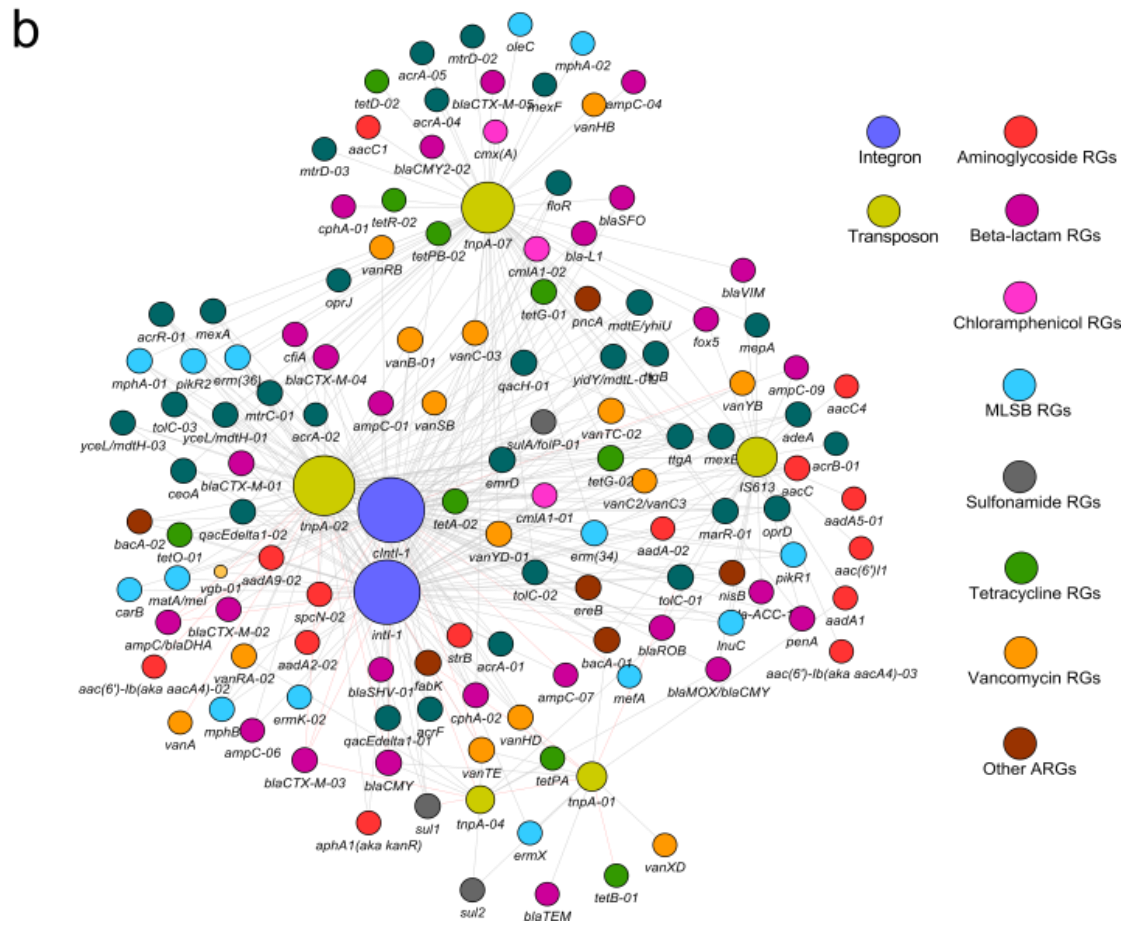 b
oleC
mtrD-02
mphA-02
acrA-05
tetD-02
blaCTX-M-05
mexF
ampC-04
acrA-04
vanHB
aacC1
cmx(A)
mtrD-03
blaCMY2-02
Integron
Aminoglycoside RGs
floR
blaSFO
cphA-01
tetR-02
tnpA-07
Transposon
Beta-lactam RGs
vanRB
tetPB-02
bla-L1
cmlA1-02
oprJ
blaVIM
tetG-01
pncA
mdtE/yhiU
Chloramphenicol RGs
acrR-01
mexA
fox5
mepA
cfiA
vanB-01
vanC-03
mphA-01
pikR2
erm(36)
blaCTX-M-04
qacH-01
yidY/mdtL-01
ttgB
ampC-09
vanYB
aacC4
MLSB RGs
tolC-03
mtrC-01
ampC-01
vanSB
yceL/mdtH-03
yceL/mdtH-01
acrA-02
sulA/folP-01
vanTC-02
adeA
ttgA
mexE
acrB-01
ceoA
blaCTX-M-01
emrD
tetG-02
IS613
aacC
vanC2/vanC3
Sulfonamide RGs
tnpA-02
tetA-02
cmlA1-01
aadA5-01
bacA-02
qacEdelta1-02
marR-01
oprD
tetO-01
cIntI-1
vanYD-01
erm(34)
aadA-02
aac(6')I1
vgb-01
aadA9-02
pikR1
carB
matA/mel
spcN-02
tolC-02
ereB
tolC-01
nisB
bla-ACC-1
aadA1
Tetracycline RGs
ampC/blaDHA
blaCTX-M-02
intI-1
lnuC
penA
aac(6')-Ib(aka aacA4)-02
vanRA-02
aadA2-02
strB
acrA-01
bacA-01
blaROB
aac(6')-Ib(aka aacA4)-03
blaSHV-01
fabK
ampC-07
mefA
blaMOX/blaCMY
Vancomycin RGs
vanA
mphB
ermK-02
cphA-02
ampC-06
qacEdelta1-01
acrF
vanHD
blaCTX-M-03
blaCMY
vanTE
tetPA
tnpA-01
Other ARGs
aphA1(aka kanR)
sul1
tnpA-04
ermX
vanXD
sul2
blaTEM
tetB-01